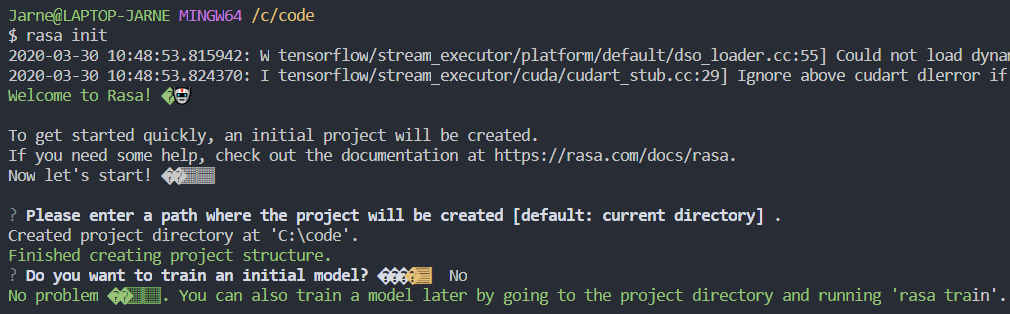 Jarne@LAPTOP-JARNE MINGW64 /c/code
$ rasa init
2020-03-30 10:48:53.815942: W tensorflow/stream_executor/platform/default/dso_loader.cc:55] Could not load dynam
2020-03-30 10:48:53.824370: I tensorflow/stream_executor/cuda/cudart_stub.cc:29] Ignore above cudart dlerror if
Welcome to Rasa! �🤖
To get started quickly, an initial project will be created.
If you need some help, check out the documentation at https://rasa.com/docs/rasa.
Now let's start! ��▒▒▒
? Please enter a path where the project will be created [default: current directory] .
Created project directory at 'C:\code'.
Finished creating project structure.
? Do you want to train an initial model? ����▒ No
No problem ��▒▒▒. You can also train a model later by going to the project directory and running 'rasa train'.